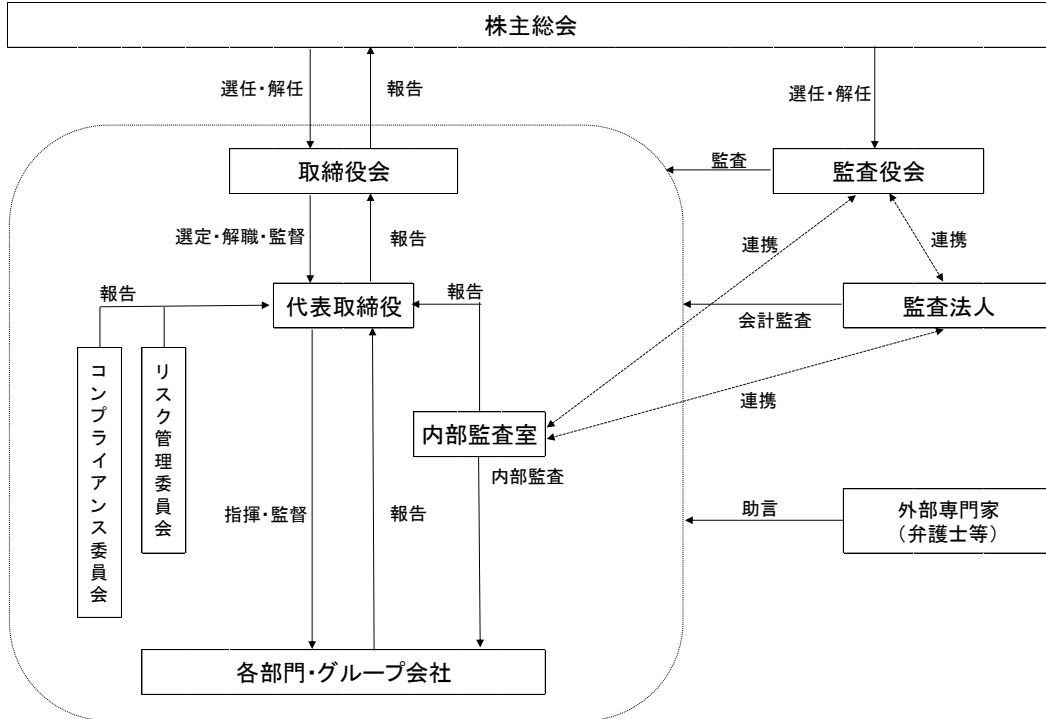 株主総会
選任・解任
報告
選任・解任
取締役会
監査
監査役会
選定・解職・監督
報告
連携
連携
報告
代表取締役
報告
会計監査
監査法人
コンプライアンス委員会
リスク管理委員会
連携
内部監査室
内部監査
指揮・監督
報告
助言
外部専門家
（弁護士等）
各部門・グループ会社